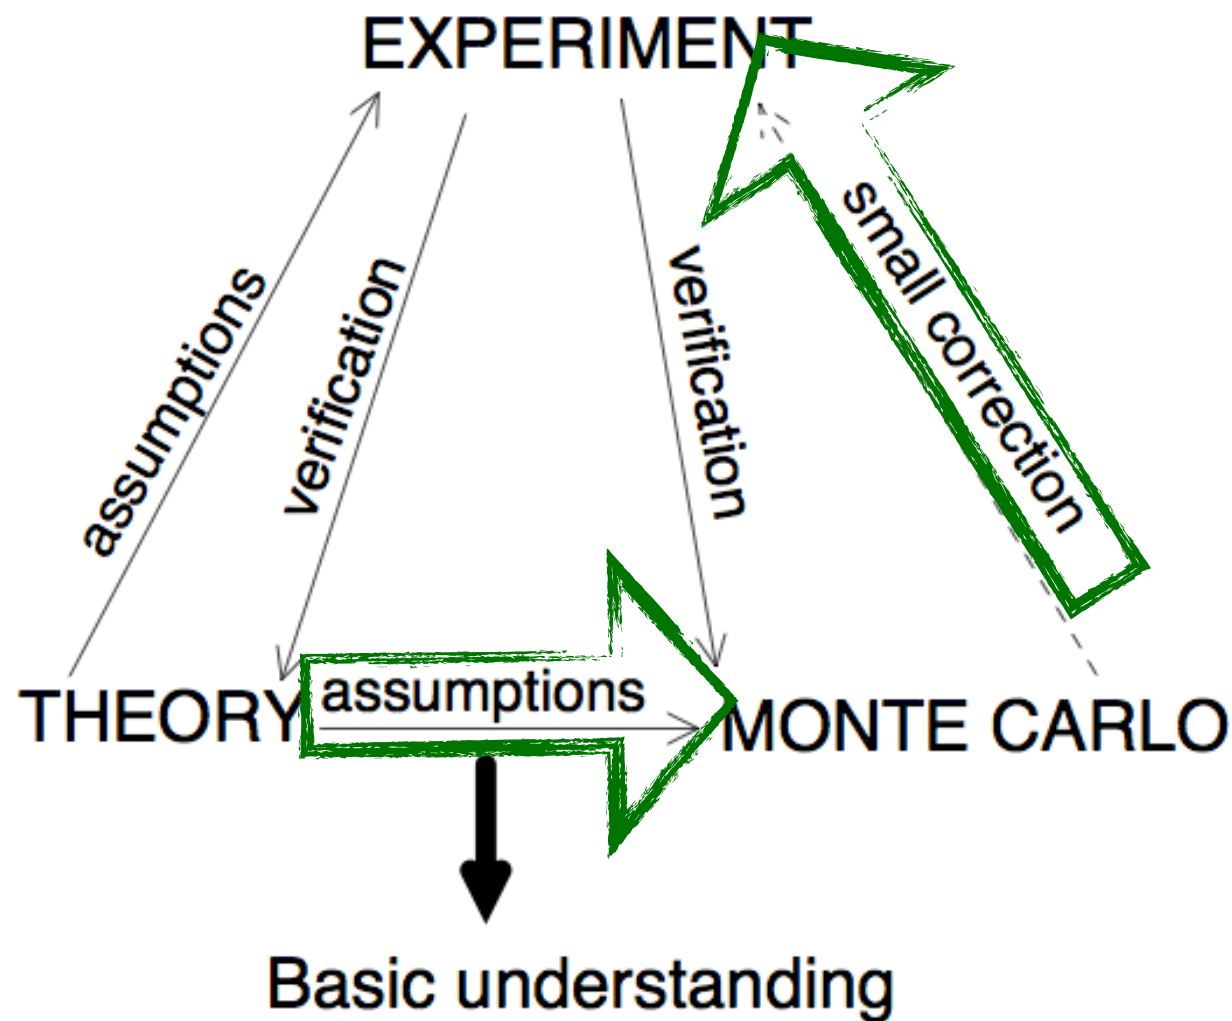 EXPERIMENT
assumptions
verification
verification
small correction
THEORY
assumptions
MONTE CARLO
Basic understanding